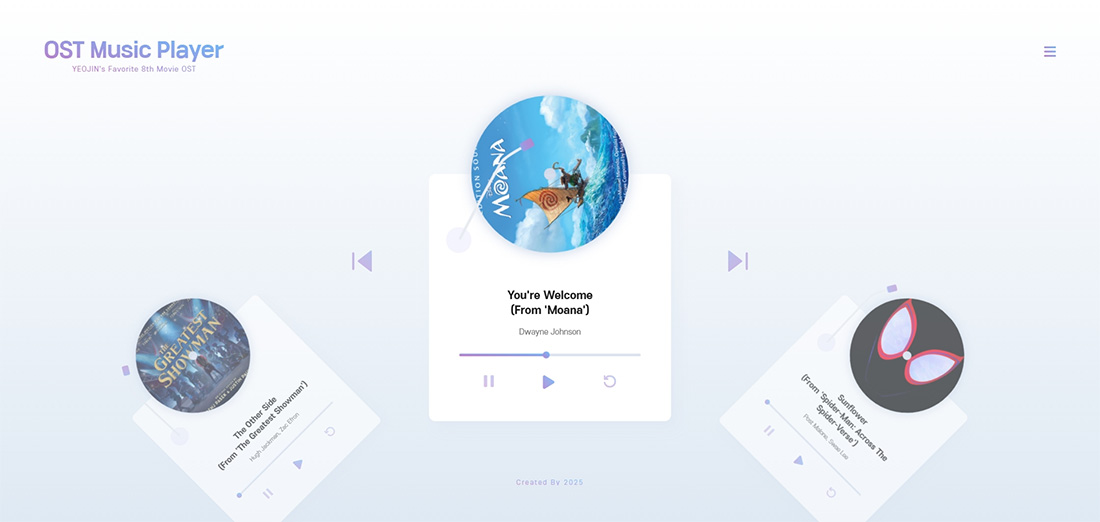 OST Music Player
YEOJIN's Favorite 8th Movie OST
MOANA
You're Welcome
(From 'Moana')
Dwayne Johnson
THE
GREATEST
SHOWMAN
The Other Side
(From 'The Greatest Showman')
Hugh Jackman, Zac Efron
Sunflower
(From 'Spider-Man: Across The
Spider-Verse')
Post Malone, Swae Lee
Created By 2025